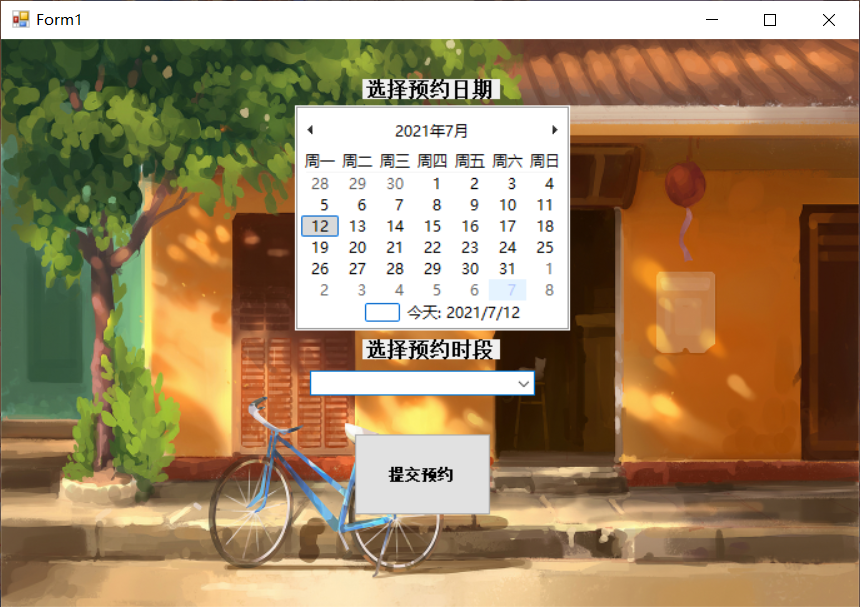 Form1
选择预约日期
2021年7月
周一 周二 周三 周四 周五 周六 周日
28 29 30 1 2 3 4
5 6 7 8 9 10 11
12 13 14 15 16 17 18
19 20 21 22 23 24 25
26 27 28 29 30 31 1
2 3 4 5 6 7 8
今天: 2021/7/12
选择预约时段
提交预约